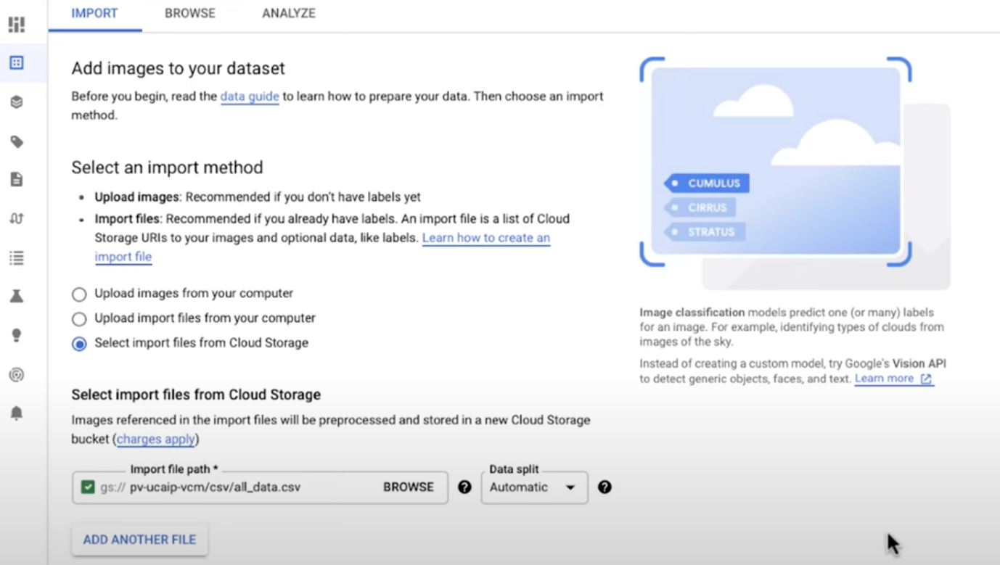 IMPORT BROWSE ANALYZE
Add images to your dataset
Before you begin, read the data guide to learn how to prepare your data. Then choose an import
method.
Select an import method
• Upload images: Recommended if you don't have labels yet
• Import files: Recommended if you already have labels. An import file is a list of Cloud
Storage URIs to your images and optional data, like labels. Learn how to create an
import file
Upload images from your computer
Upload import files from your computer
Select import files from Cloud Storage
Select import files from Cloud Storage
Images referenced in the import files will be preprocessed and stored in a new Cloud Storage
bucket (charges apply)
Import file path *
gs:// pv-ucaip-vcm/csv/all_data.csv BROWSE
Data split
Automatic
ADD ANOTHER FILE
CUMULUS
CIRRUS
STRATUS
Image classification models predict one (or many) labels
for an image. For example, identifying types of clouds from
images of the sky.
Instead of creating a custom model, try Google's Vision API
to detect generic objects, faces, and text. Learn more